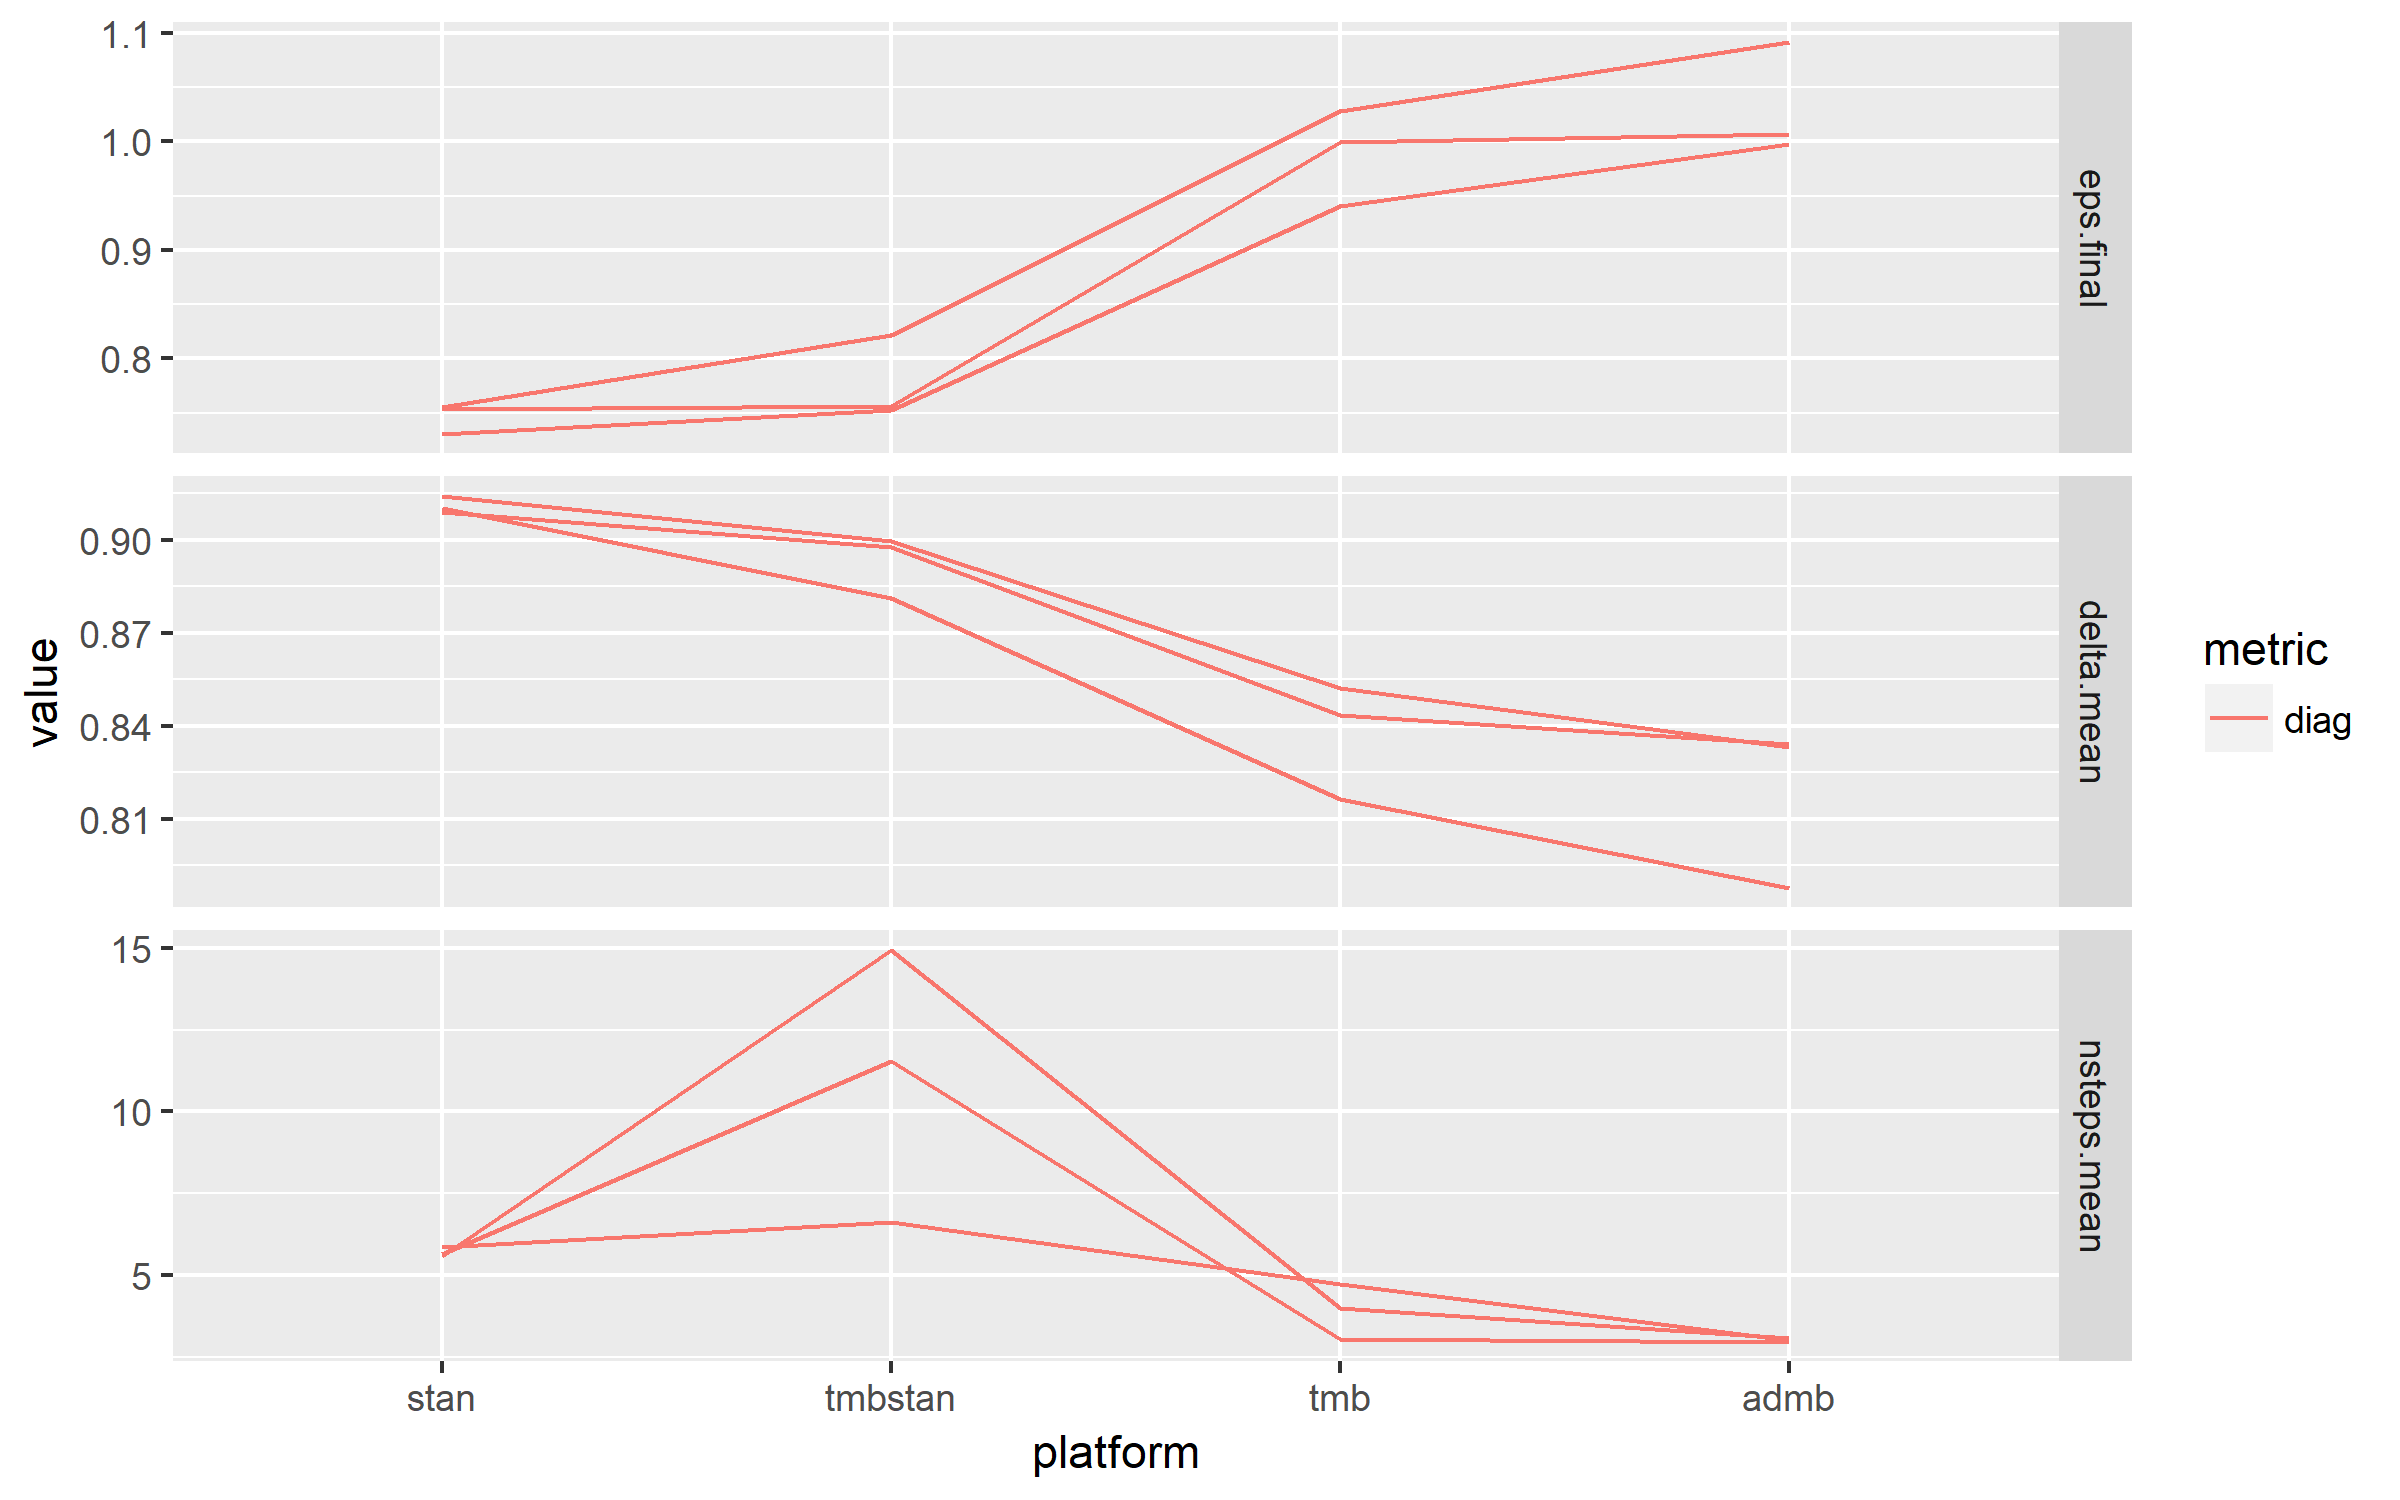 1.1
1.0
0.9
0.8
eps.final
0.90
0.87
0.84
0.81
delta.mean
15
10
5
nsteps.mean
value
stan tmbstan tmb admb
platform
metric
diag